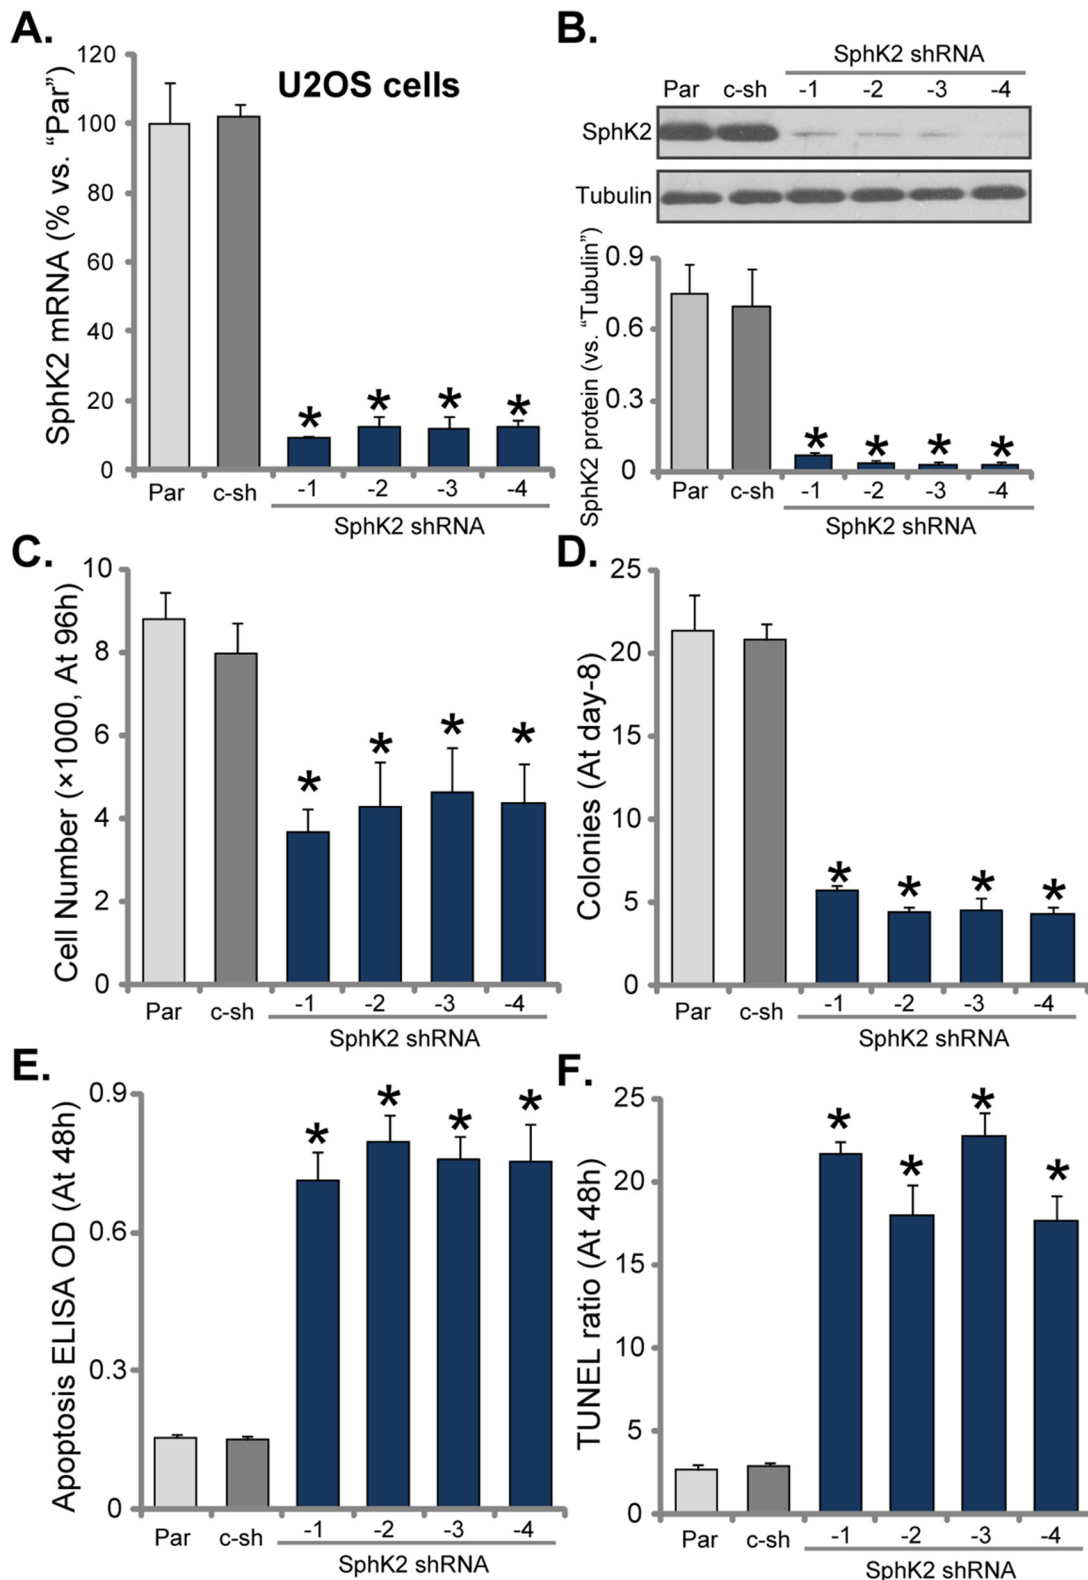 A.
SphK2 mRNA (% vs. “Par”)
120
100
80
60
40
20
0
U2OS cells
* * * *
Par c-sh -1 -2 -3 -4
SphK2 shRNA
B.
SphK2 shRNA
Par c-sh -1 -2 -3 -4
SphK2
Tubulin
SphK2 protein (vs. “Tubulin”)
0.9
0.6
0.3
0
* * * *
Par c-sh -1 -2 -3 -4
SphK2 shRNA
C.
Cell Number (×1000, At 96h)
10
8
6
4
2
0
* * * *
Par c-sh -1 -2 -3 -4
SphK2 shRNA
D.
Colonies (At day-8)
25
20
15
10
5
0
* * * *
Par c-sh -1 -2 -3 -4
SphK2 shRNA
E.
Apoptosis ELISA OD (At 48h)
0.9
0.6
0.3
0
* * * *
Par c-sh -1 -2 -3 -4
SphK2 shRNA
F.
TUNEL ratio (At 48h)
25
20
15
10
5
0
* * * *
Par c-sh -1 -2 -3 -4
SphK2 shRNA